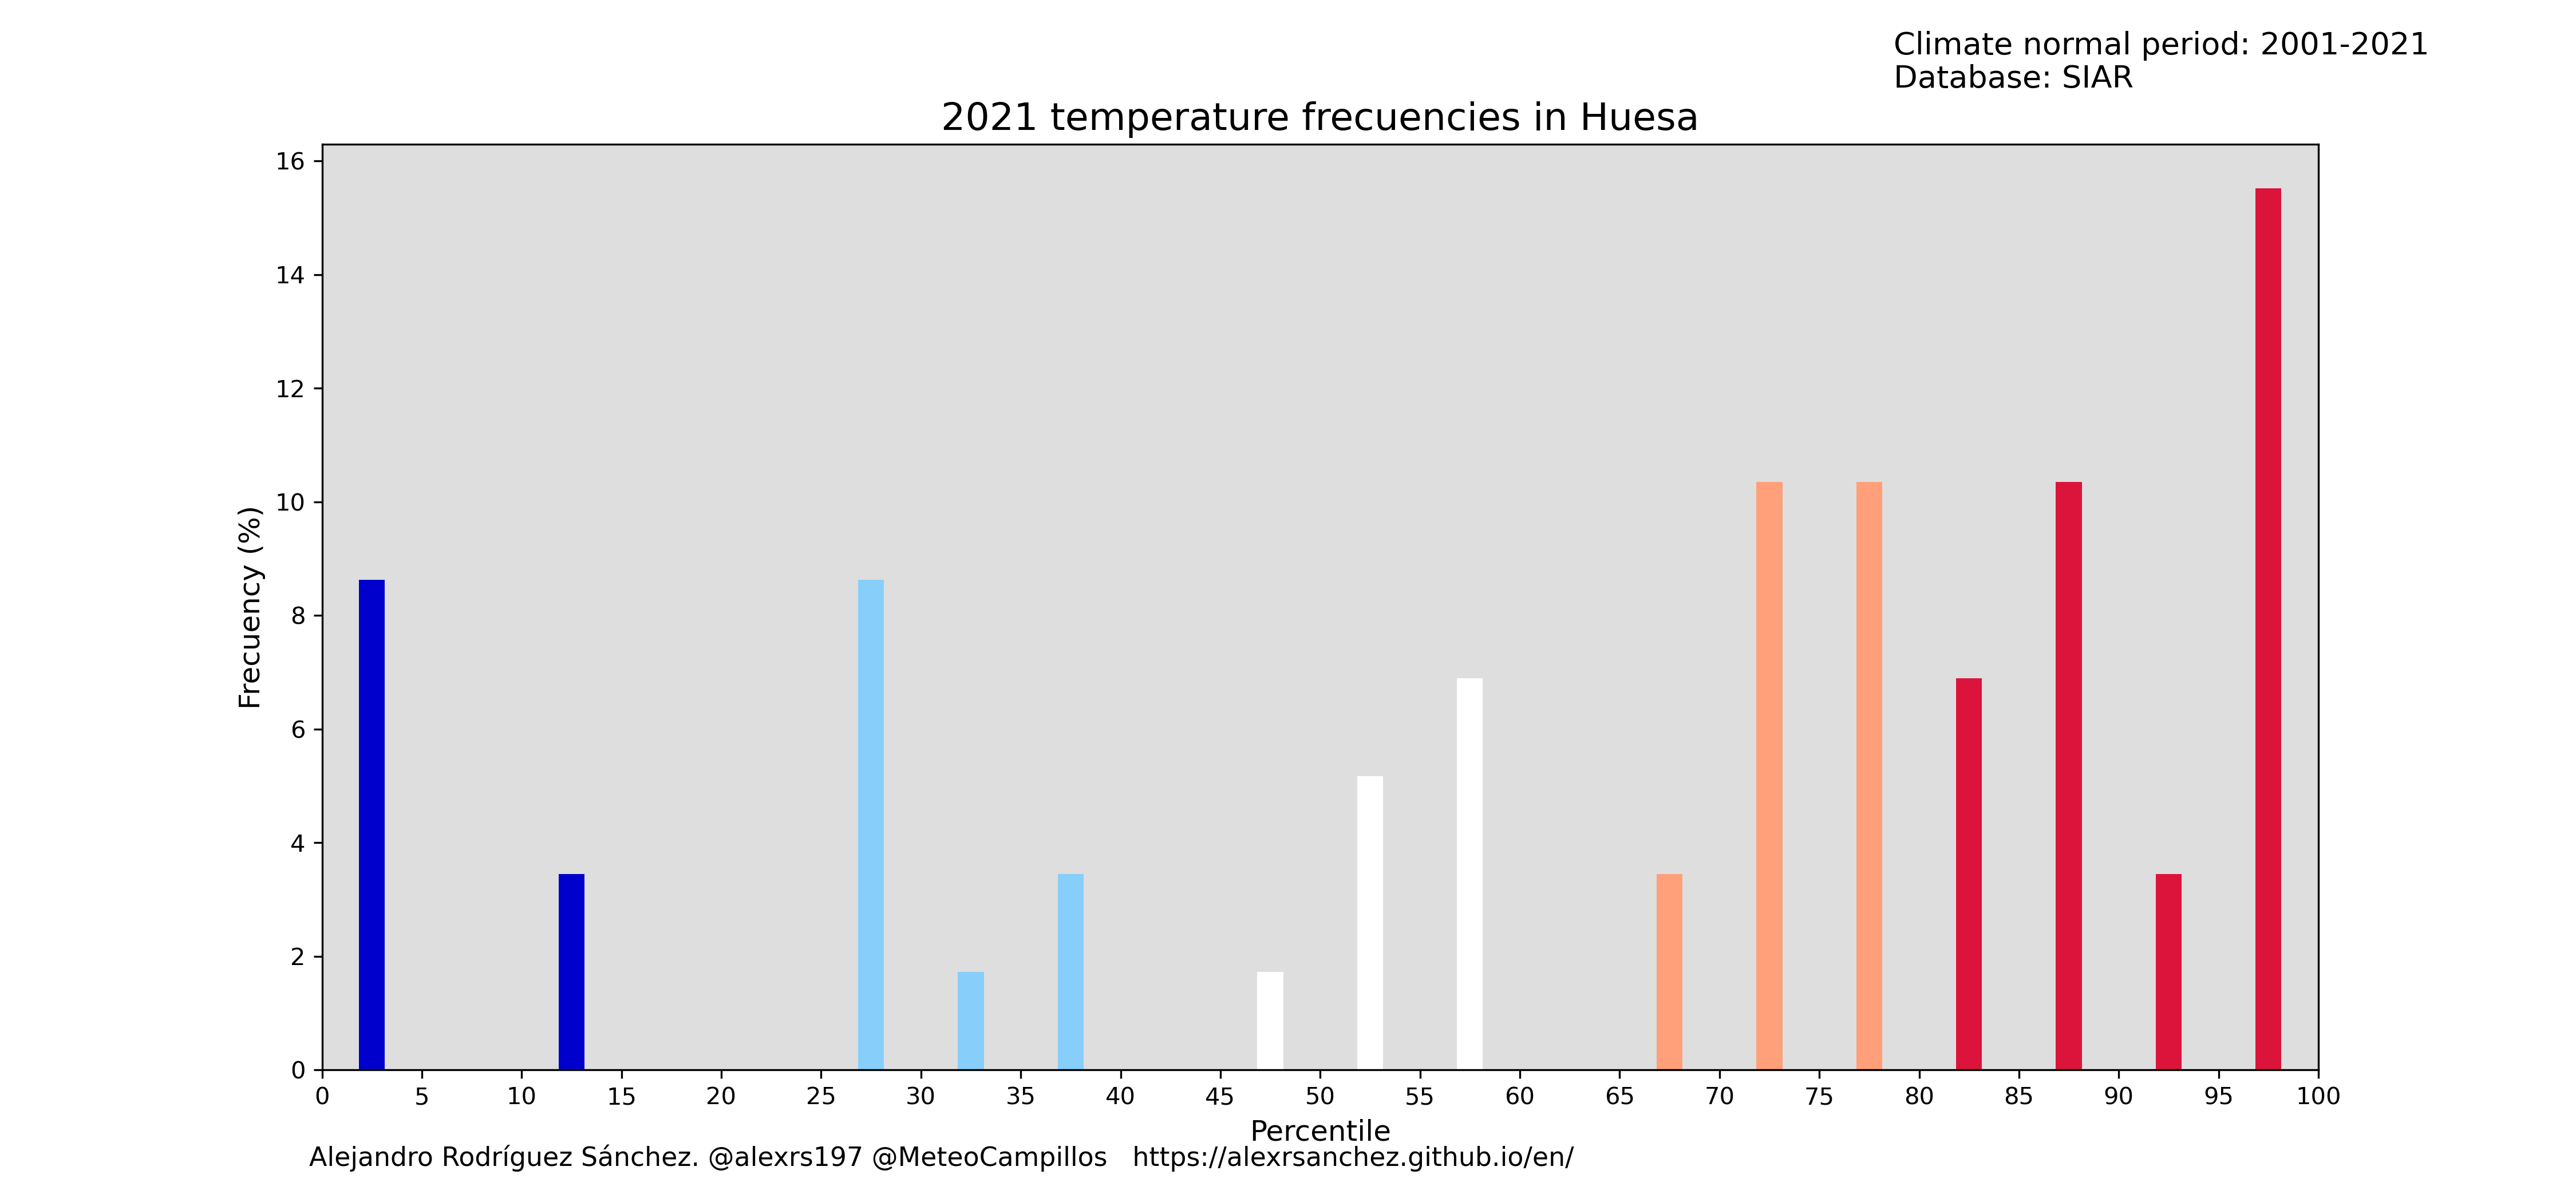 Climate normal period: 2001-2021
Database: SIAR
2021 temperature frecuencies in Huesa
16
14
12
10
8
6
4
2
0
Frecuency (%)
0 5 10 15 20 25 30 35 40 45 50 55 60 65 70 75 80 85 90 95 100
Percentile
Alejandro Rodríguez Sánchez. @alexrs197 @MeteoCampillos https://alexrsanchez.github.io/en/